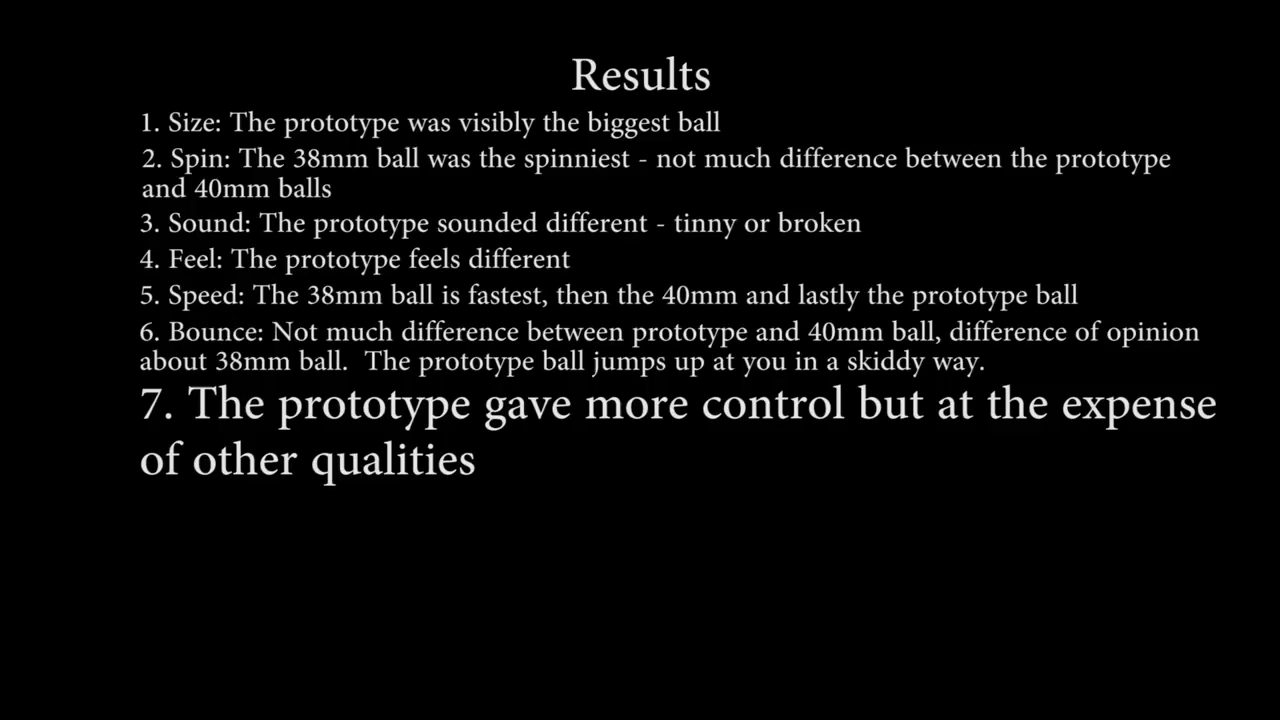 Results
1. Size: The prototype was visibly the biggest ball
2. Spin: The 38mm ball was the spinniest - not much difference between the prototype
and 40mm balls
3. Sound: The prototype sounded different - tinny or broken
4. Feel: The prototype feels different
5. Speed: The 38mm ball is fastest, then the 40mm and lastly the prototype ball
6. Bounce: Not much difference between prototype and 40mm ball, difference of opinion
about 38mm ball.  The prototype ball jumps up at you in a skiddy way.
7. The prototype gave more control but at the expense
of other qualities